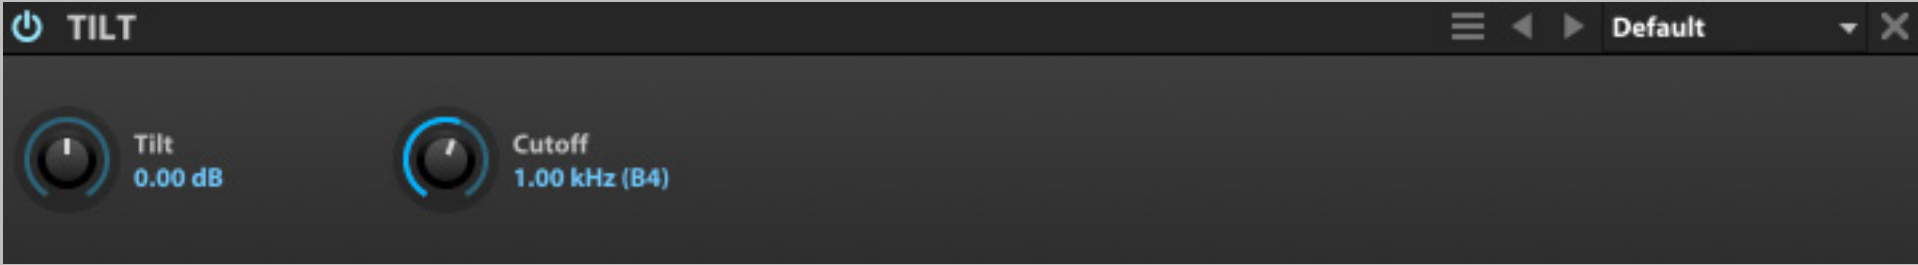 TILT
Default
Tilt
0.00 dB
Cutoff
1.00 kHz (B4)